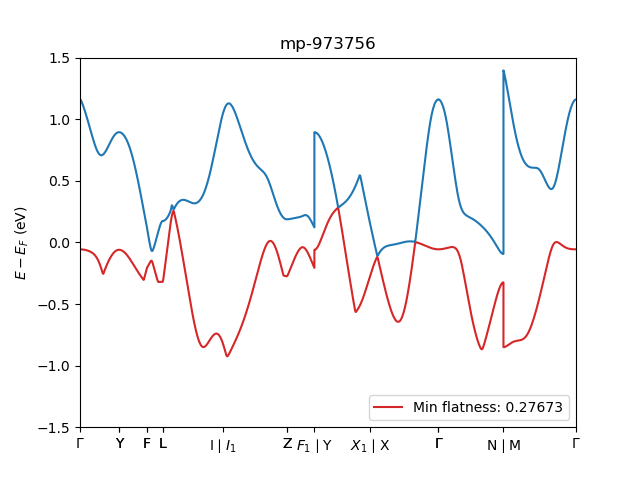 mp-973756
E − E_F (eV)
1.5
1.0
0.5
0.0
−0.5
−1.0
−1.5
Min flatness: 0.27673
Γ Y F L I | I₁ Z F₁ | Y X₁ | X Γ N | M Γ